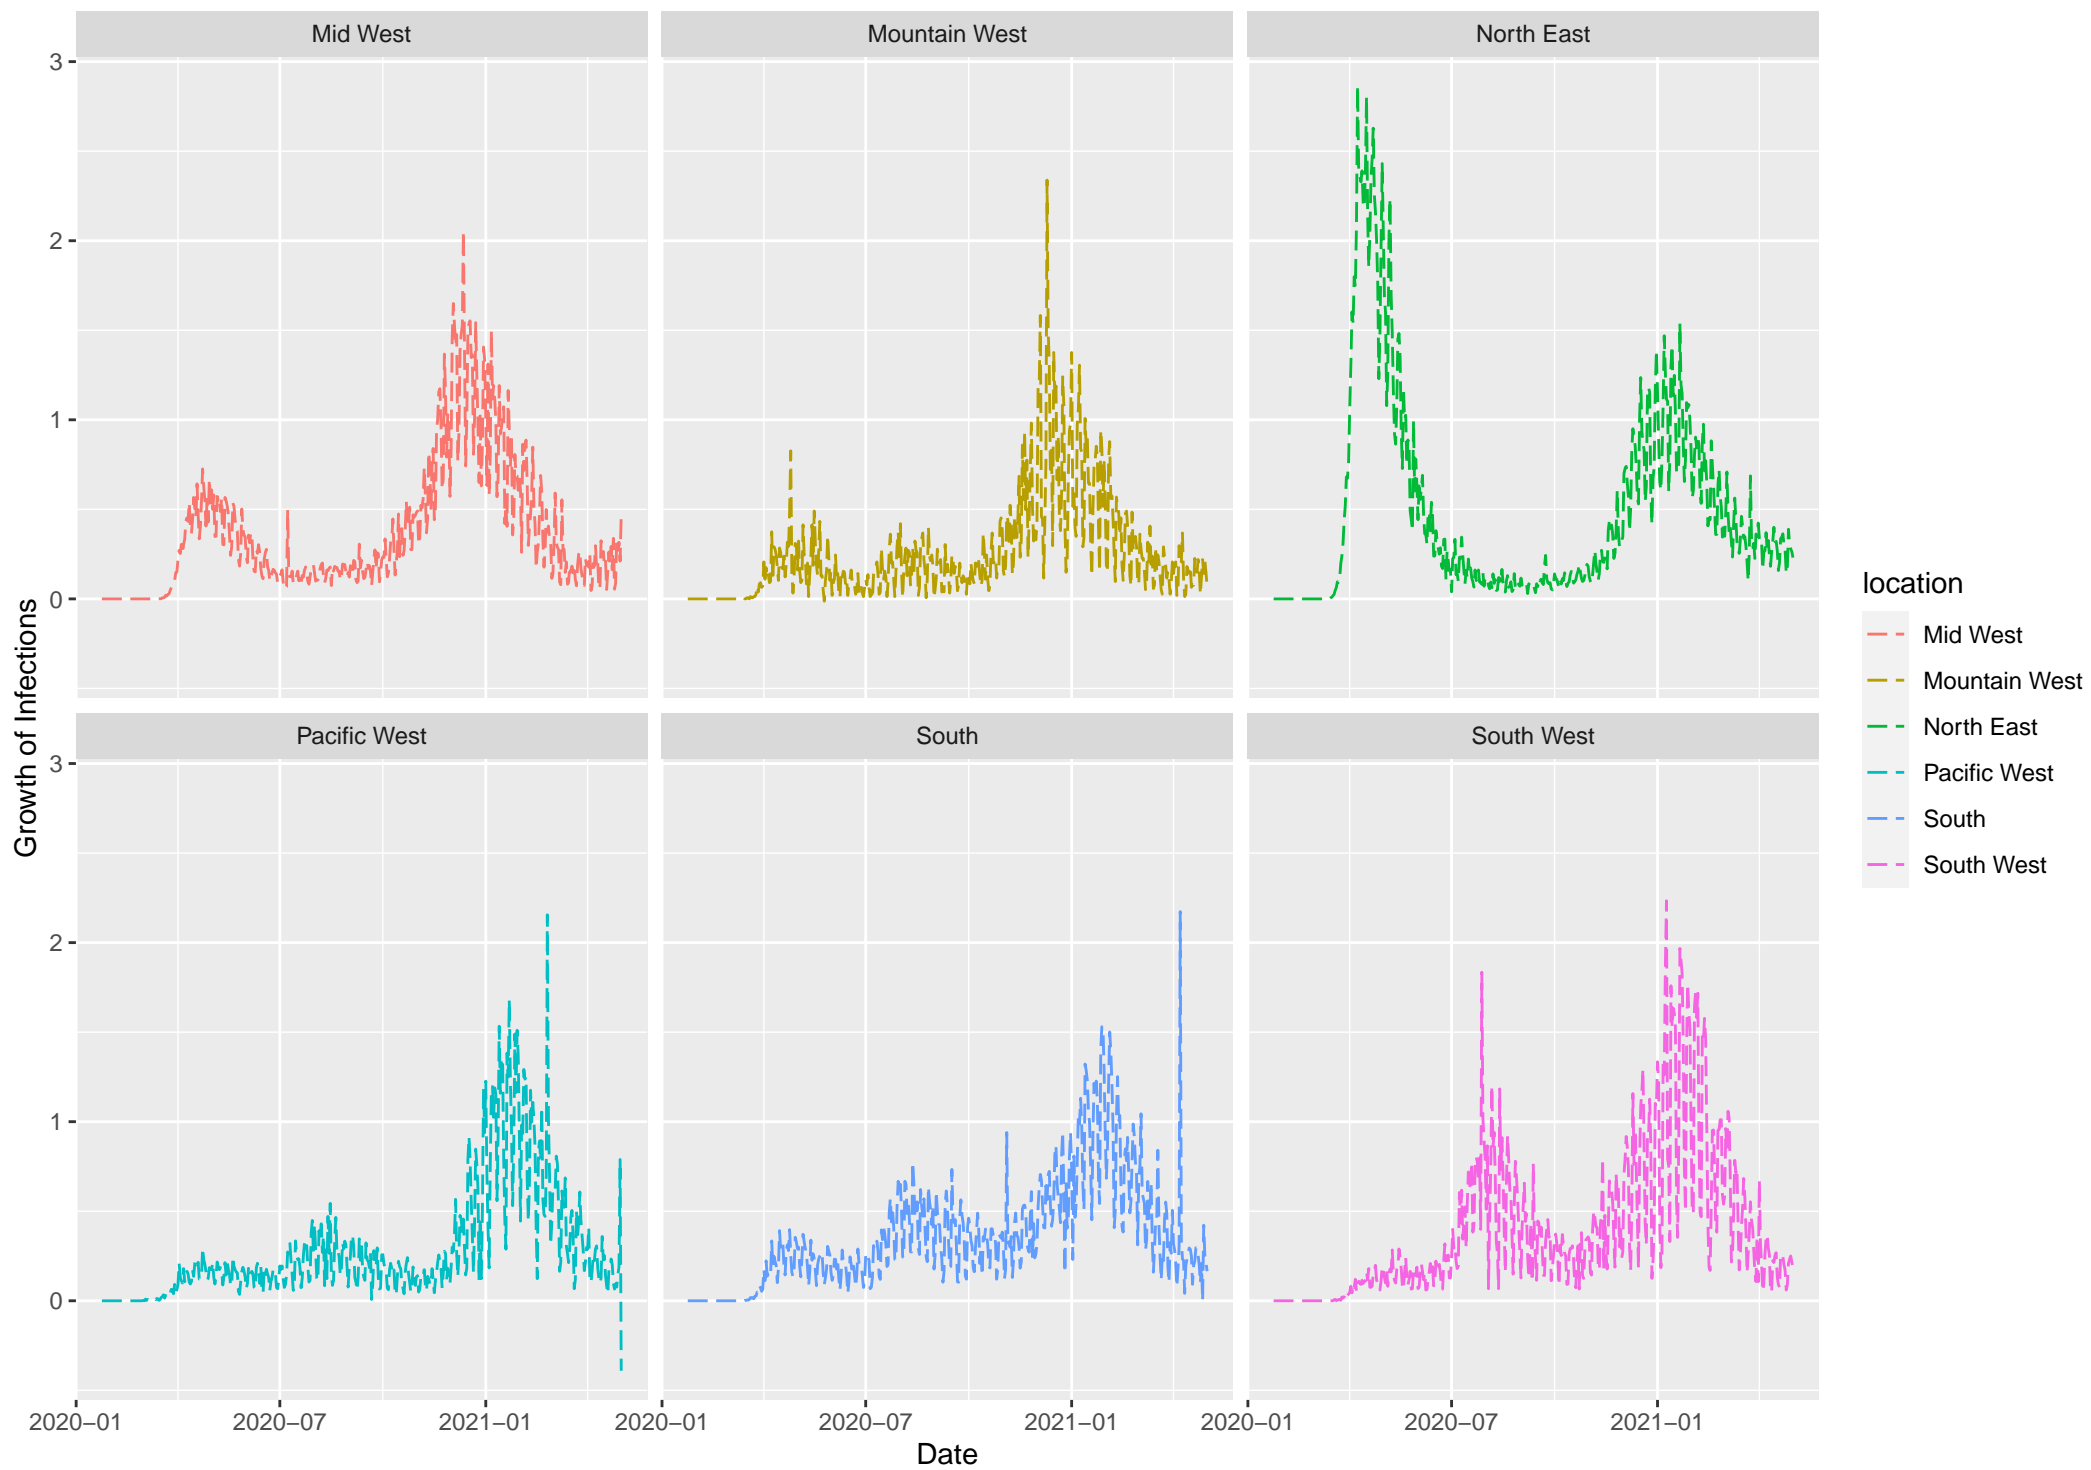 Mid West
Mountain West
North East
3
2
1
0
Pacific West
South
South West
3
2
1
0
2020−01
2020−07
2021−01
2020−01
2020−07
2021−01
2020−01
2020−07
2021−01
Date
Growth of Infections
location
Mid West
Mountain West
North East
Pacific West
South
South West